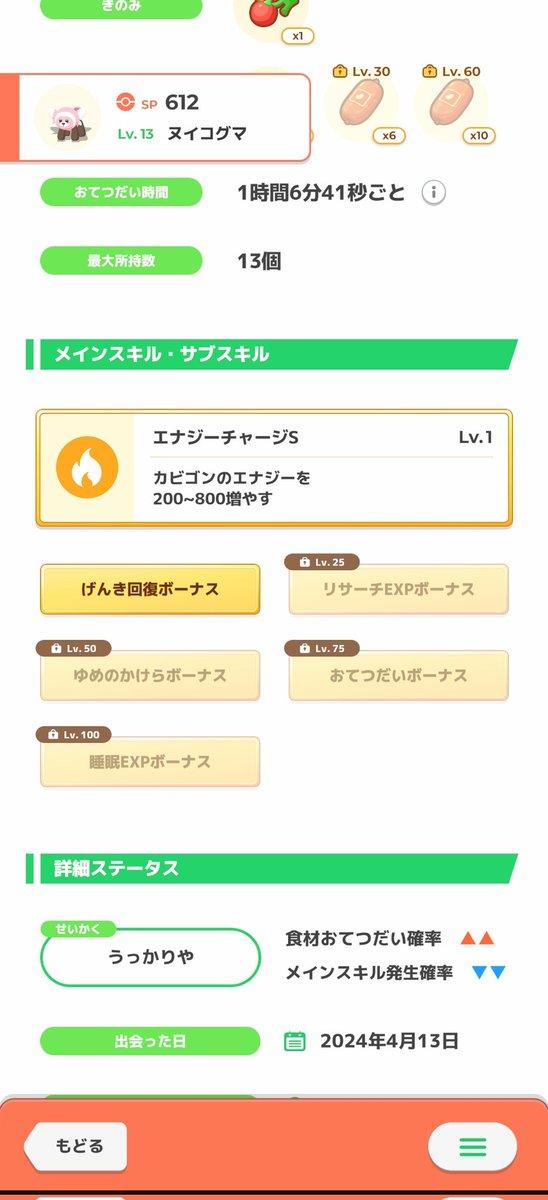 きのみ
x1
SP 612
Lv. 13 ヌイコグマ
Lv. 30
x6
Lv. 60
x10
おてつだい時間
1時間6分41秒ごと
最大所持数
13個
メインスキル・サブスキル
エナジーチャージS Lv. 1
カビゴンのエナジーを
200~800増やす
げんき回復ボーナス
Lv. 25
リサーチEXPボーナス
Lv. 50
ゆめのかけらボーナス
Lv. 75
おてつだいボーナス
Lv. 100
睡眠EXPボーナス
詳細ステータス
せいかく
うっかりや
食材おてつだい確率 ▲▲
メインスキル発生確率 ▼▼
出会った日
2024年4月13日
もどる